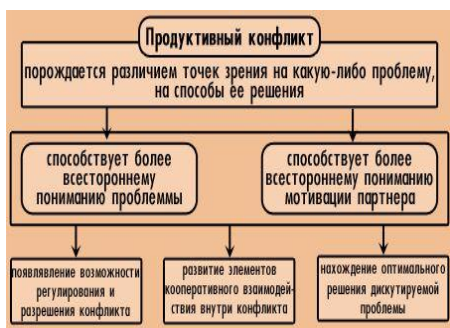 Продуктивный конфликт
порождается различием точек зрения на какую-либо проблему,
на способы ее решения
способствует более
всестороннему
пониманию проблеммы
способствует более
всестороннему пониманию
мотивации партнера
появлявление возможности
регулирования и
разрешения конфликта
развитие элементов
кооперативного взаимодей-
ствия внутри конфликта
нахождение оптимального
решения дискутируемой
проблемы